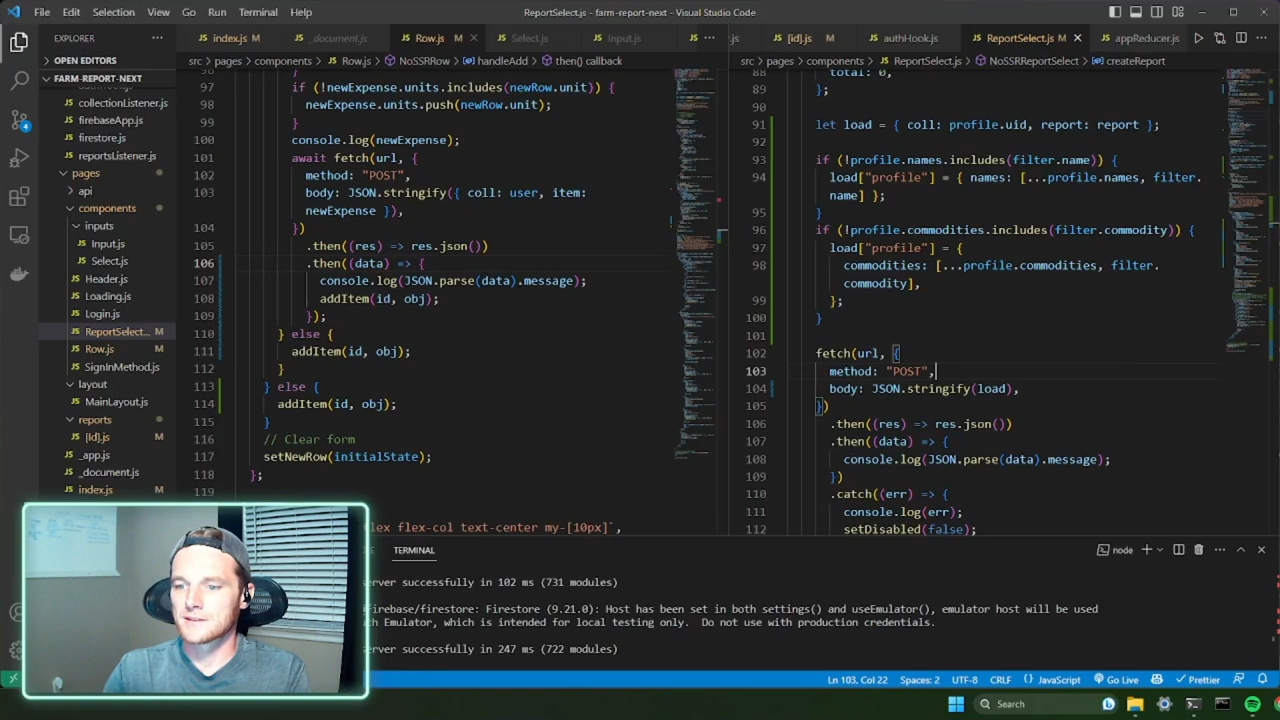 File Edit Selection View Go Run Terminal Help
ReportSelect.js - farm-report-next - Visual Studio Code
EXPLORER
OPEN EDITORS
FARM-REPORT-NEXT
collectionListener.js
firebaseApp.js
firestore.js
reportsListener.js
pages
api
components
inputs
Input.js
Select.js
Header.js
Loading.js
Login.js
ReportSelect... M
Row.js M
SignInMethod.js
layout
MainLayout.js
reports
[Id].js M
_app.js
_document.js
index.js M
4
index.js M _document.js Row.js M Select.js Input.js
src > pages > components > Row.js > NoSSRRow > handleAdd > then() callback
96 }
97 if (!newExpense.units.includes(newRow.unit)) {
98 newExpense.units.push(newRow.unit);
99 }
100 console.log(newExpense);
101 await fetch(url, {
102 method: "POST",
103 body: JSON.stringify({ coll: user, item:
newExpense }),
104 })
105 .then((res) => res.json())
106 .then((data) => {
107 console.log(JSON.parse(data).message);
108 addItem(id, obj);
109 });
110 } else {
111 addItem(id, obj);
112 }
113 } else {
114 addItem(id, obj);
115 }
116 // Clear form
117 setNewRow(initialState);
118 };
119
flex flex-col text-center my-[10px]`,
.js [id].js M authHook.js ReportSelect.js M appReducer.js
src > pages > components > ReportSelect.js > NoSSRReportSelect > createReport
88 total: 0,
89 };
90
91 let load = { coll: profile.uid, report: report };
92
93 if (!profile.names.includes(filter.name)) {
94 load["profile"] = { names: [...profile.names, filter.
name] };
95 }
96 if (!profile.commodities.includes(filter.commodity)) {
97 load["profile"] = {
98 commodities: [...profile.commodities, filter.
commodity],
99 };
100 }
101
102 fetch(url, {
103 method: "POST",
104 body: JSON.stringify(load),
105 })
106 .then((res) => res.json())
107 .then((data) => {
108 console.log(JSON.parse(data).message);
109 })
110 .catch((err) => {
111 console.log(err);
112 setDisabled(false);
TERMINAL
node
erver successfully in 102 ms (731 modules)
firebase/firestore: Firestore (9.21.0): Host has been set in both settings() and useEmulator(), emulator host will be used
th Emulator, which is intended for local testing only. Do not use with production credentials.
erver successfully in 247 ms (722 modules)
Ln 103, Col 22 Spaces: 2 UTF-8 CRLF {} JavaScript Go Live Prettier
Search